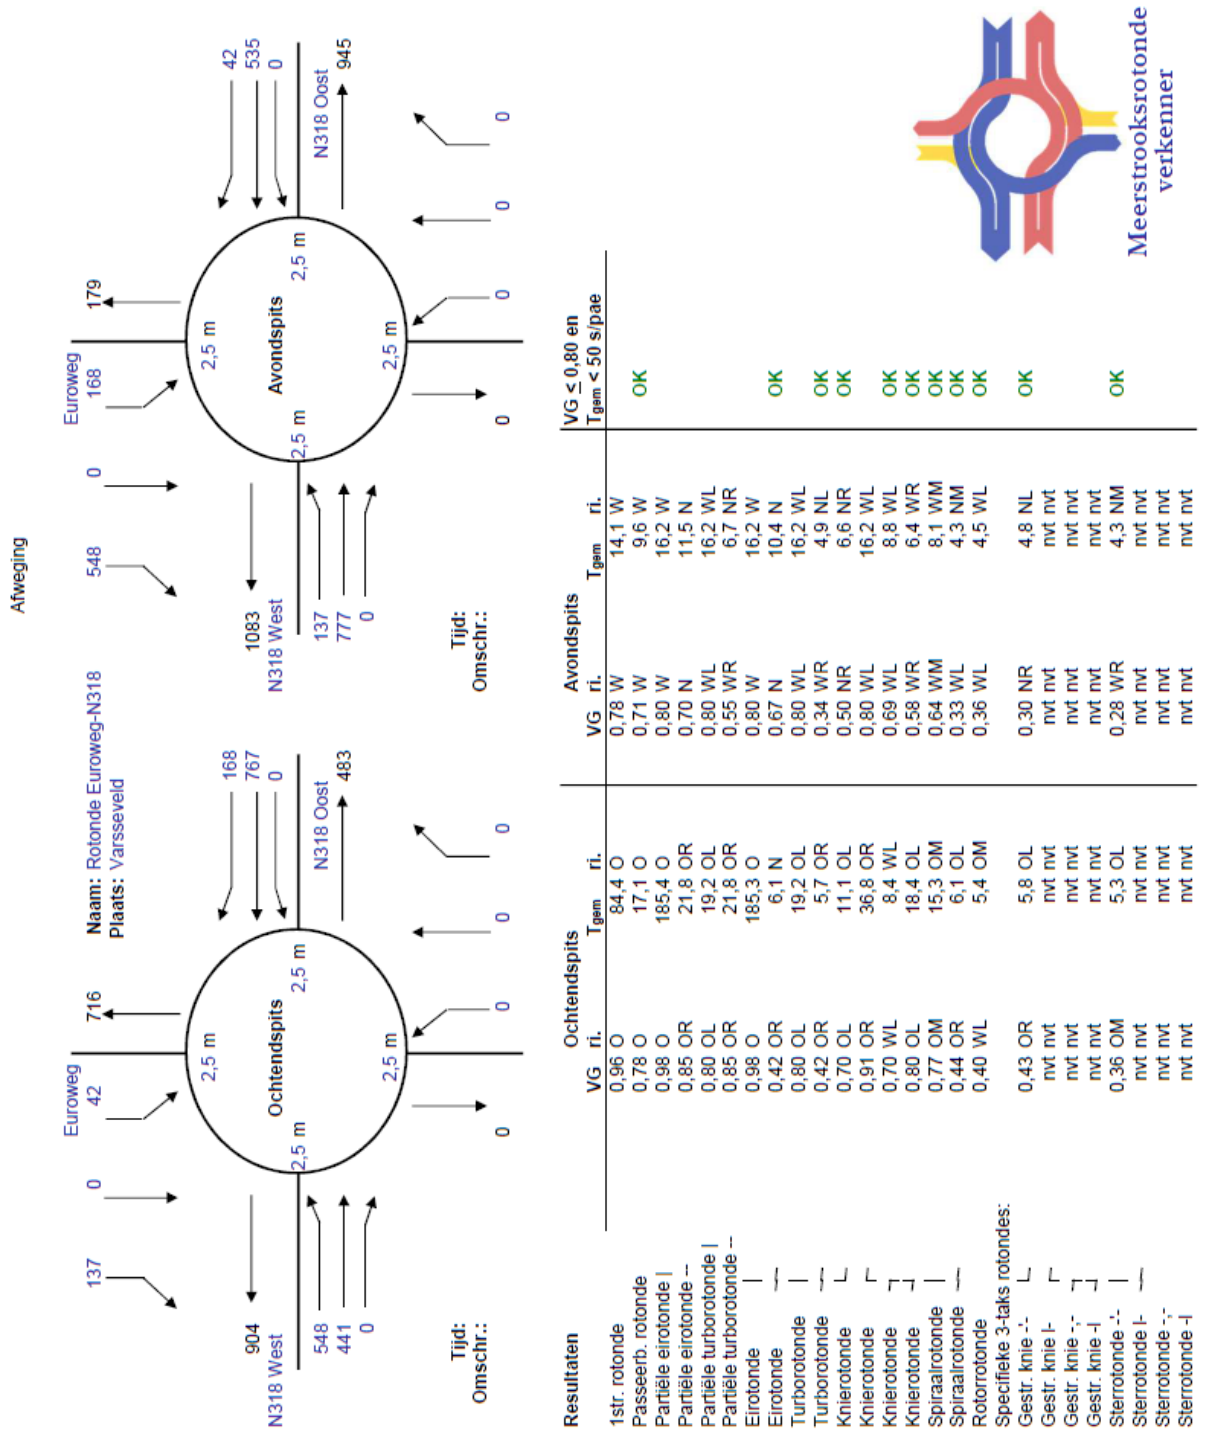 Afweging
Naam: Rotonde Euroweg-N318
Plaats: Varsseveld
Euroweg
137 0 42 716
168
767
0
904
N318 West
2,5 m
Ochtendspits
2,5 m
2,5 m
2,5 m
N318 Oost
483
548
441
0
0 0 0 0
Tijd:
Omschr.:
Euroweg
548 0 168 179
42
535
0
1083
N318 West
2,5 m
Avondspits
2,5 m
2,5 m
2,5 m
N318 Oost
945
137
777
0
0 0 0 0
Tijd:
Omschr.:
Ochtendspits Avondspits VG ≤ 0,80 en
Resultaten VG ri. Tgem ri. VG ri. Tgem ri. Tgem < 50 s/pae
1str. rotonde 0,96 O 84,4 O 0,78 W 14,1 W
Passeerb. rotonde 0,78 O 17,1 O 0,71 W 9,6 W OK
Partiële eirotonde | 0,98 O 185,4 O 0,80 W 16,2 W
Partiële eirotonde -- 0,85 OR 21,8 OR 0,70 N 11,5 N
Partiële turborotonde | 0,80 OL 19,2 OL 0,80 WL 16,2 WL
Partiële turborotonde -- 0,85 OR 21,8 OR 0,55 WR 6,7 NR
Eirotonde 0,98 O 185,3 O 0,80 W 16,2 W
Eirotonde 0,42 OR 6,1 N 0,67 N 10,4 N OK
Turborotonde 0,80 OL 19,2 OL 0,80 WL 16,2 WL
Turborotonde 0,42 OR 5,7 OR 0,34 WR 4,9 NL OK
Knierotonde 0,70 OL 11,1 OL 0,50 NR 6,6 NR OK
Knierotonde 0,91 OR 36,8 OR 0,80 WL 16,2 WL
Knierotonde 0,70 WL 8,4 WL 0,69 WL 8,8 WL OK
Knierotonde 0,80 OL 18,4 OL 0,58 WR 6,4 WR OK
Spiraalrotonde 0,77 OM 15,3 OM 0,64 WM 8,1 WM OK
Spiraalrotonde 0,44 OR 6,1 OL 0,33 WL 4,3 NM OK
Rotorrotonde 0,40 WL 5,4 OM 0,36 WL 4,5 WL OK
Specifieke 3-taks rotondes:
Gestr. knie -'- 0,43 OR 5,8 OL 0,30 NR 4,8 NL OK
Gestr. knie l- nvt nvt nvt nvt nvt nvt nvt nvt
Gestr. knie -,- nvt nvt nvt nvt nvt nvt nvt nvt
Gestr. knie -l nvt nvt nvt nvt nvt nvt nvt nvt
Sterrotonde -'- 0,36 OM 5,3 OL 0,28 WR 4,3 NM OK
Sterrotonde l- nvt nvt nvt nvt nvt nvt nvt nvt
Sterrotonde -,- nvt nvt nvt nvt nvt nvt nvt nvt
Sterrotonde -l nvt nvt nvt nvt nvt nvt nvt nvt
Meerstrooksrotonde
verkenner